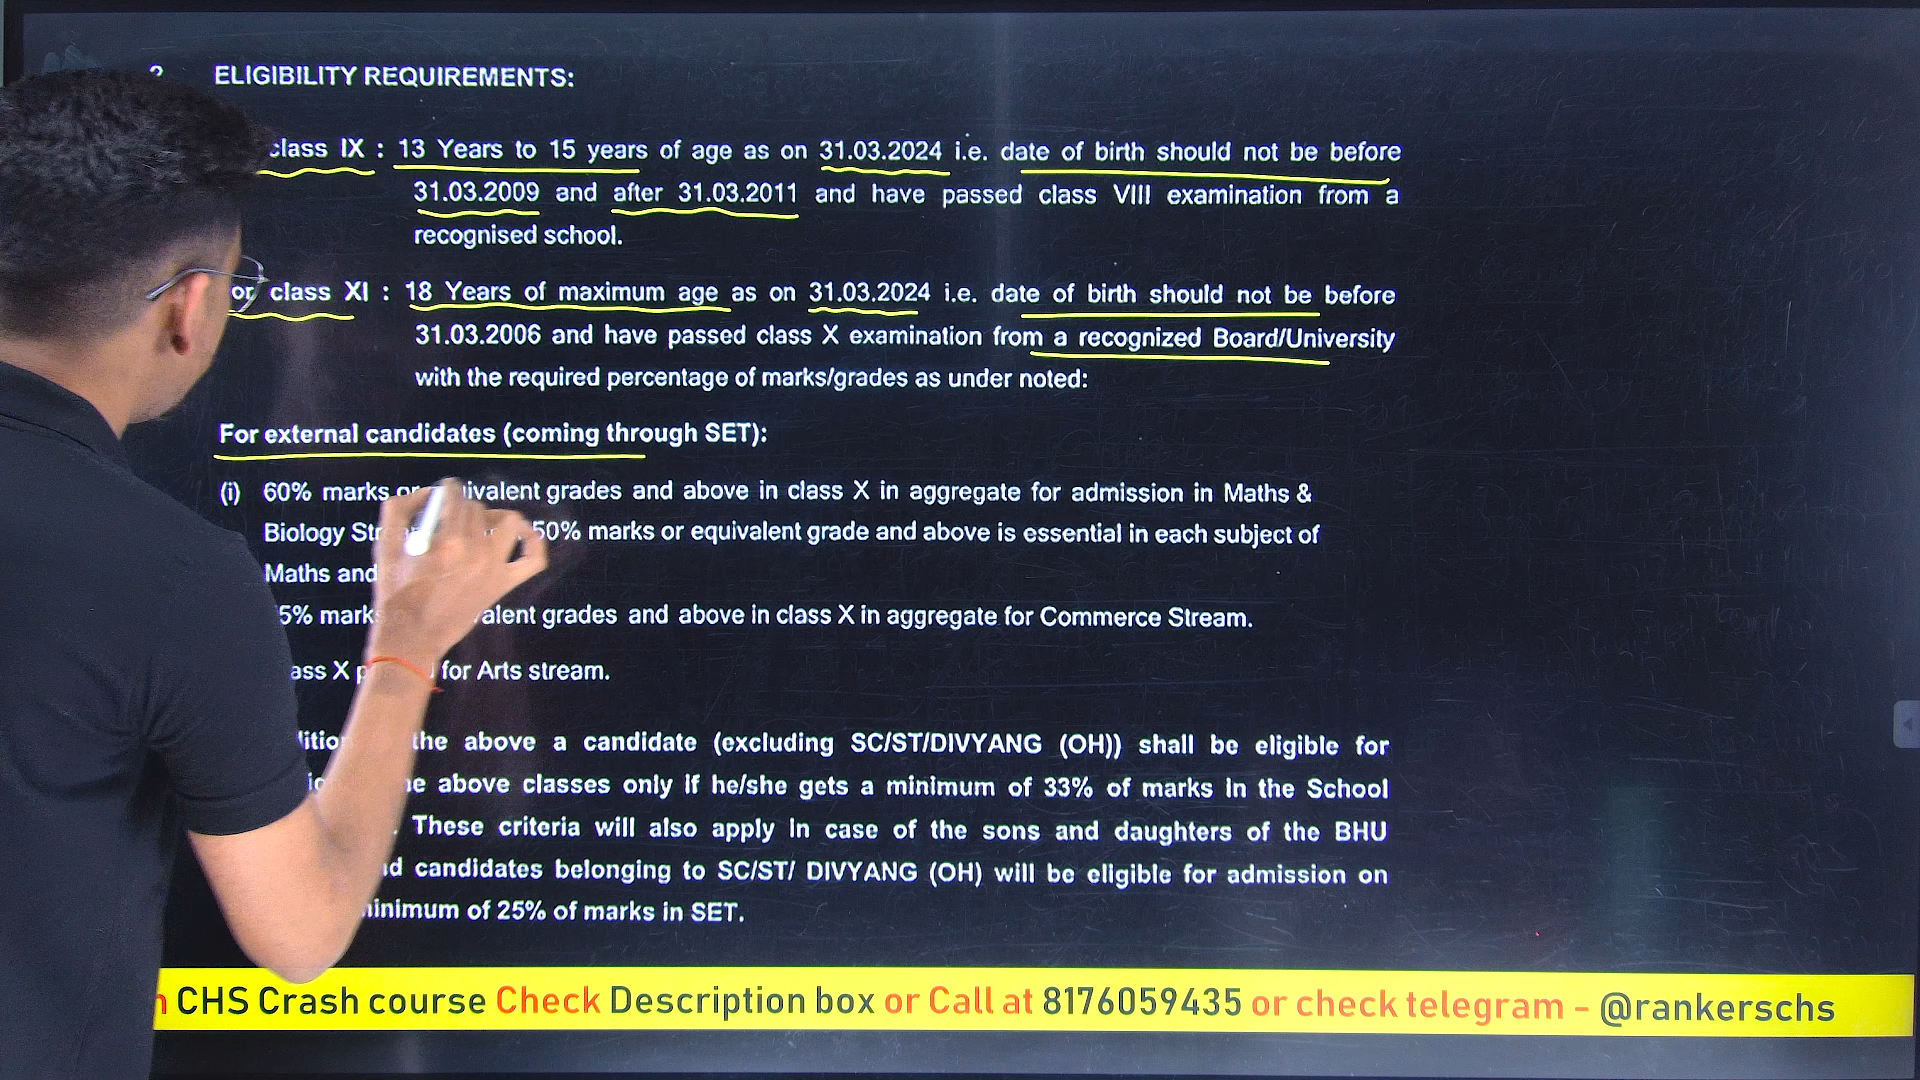 ELIGIBILITY REQUIREMENTS:
class IX : 13 Years to 15 years of age as on 31.03.2024 i.e. date of birth should not be before
31.03.2009 and after 31.03.2011 and have passed class VIII examination from a
recognised school.
or class XI : 18 Years of maximum age as on 31.03.2024 i.e. date of birth should not be before
31.03.2006 and have passed class X examination from a recognized Board/University
with the required percentage of marks/grades as under noted:
For external candidates (coming through SET):
(i) 60% marks or grades and above in class X in aggregate for admission in Maths &
Biology 50% marks or equivalent grade and above is essential in each subject of
Maths and
5% marks grades and above in class X in aggregate for Commerce Stream.
X for Arts stream.
the above a candidate (excluding SC/ST/DIVYANG (OH)) shall be eligible for
above classes only if he/she gets a minimum of 33% of marks in the School
These criteria will also apply in case of the sons and daughters of the BHU
candidates belonging to SC/ST/ DIVYANG (OH) will be eligible for admission on
minimum of 25% of marks in SET.
CHS Crash course Check Description box or Call at 8176059435 or check telegram - @rankerschs